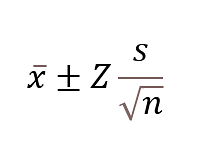 x̄ ± Z s/√n